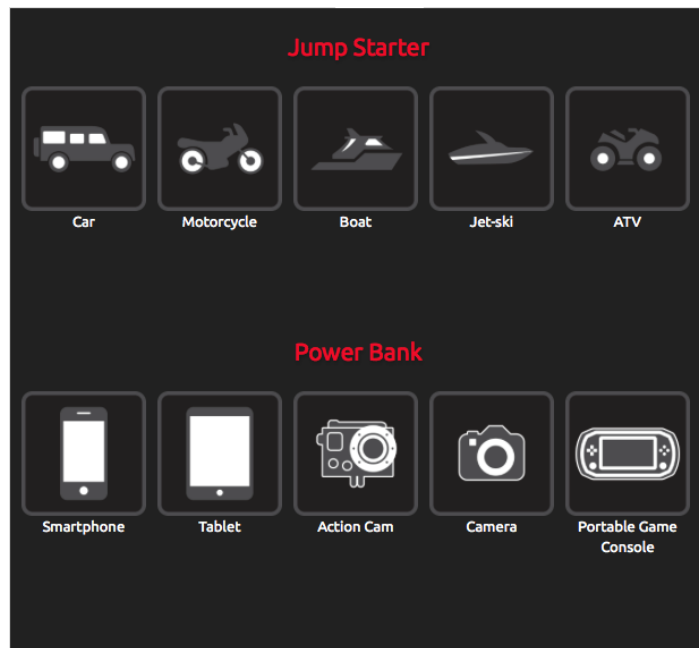 Jump Starter
Car
Motorcycle
Boat
Jet-ski
ATV
Power Bank
Smartphone
Tablet
Action Cam
Camera
Portable Game
Console